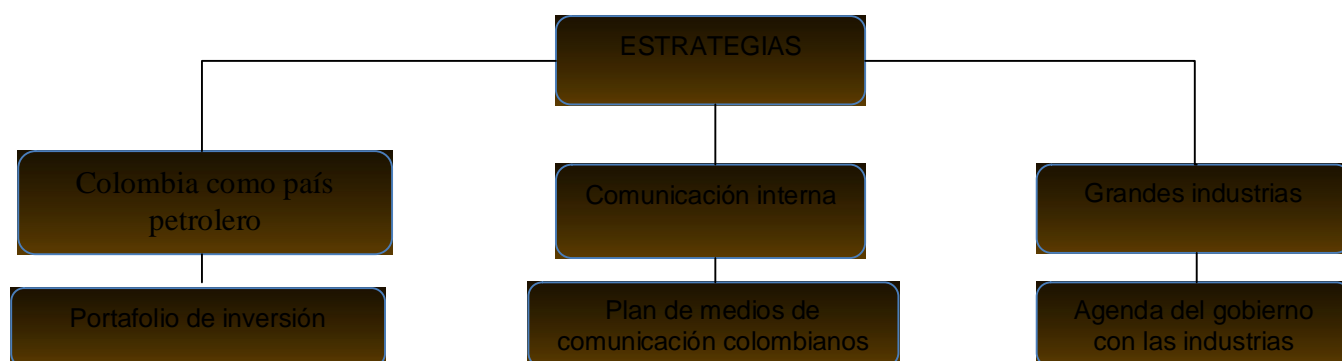 ESTRATEGIAS
Colombia como país
petrolero
Comunicación interna
Grandes industrias
Portafolio de inversión
Plan de medios de
comunicación colombianos
Agenda del gobierno
con las industrias